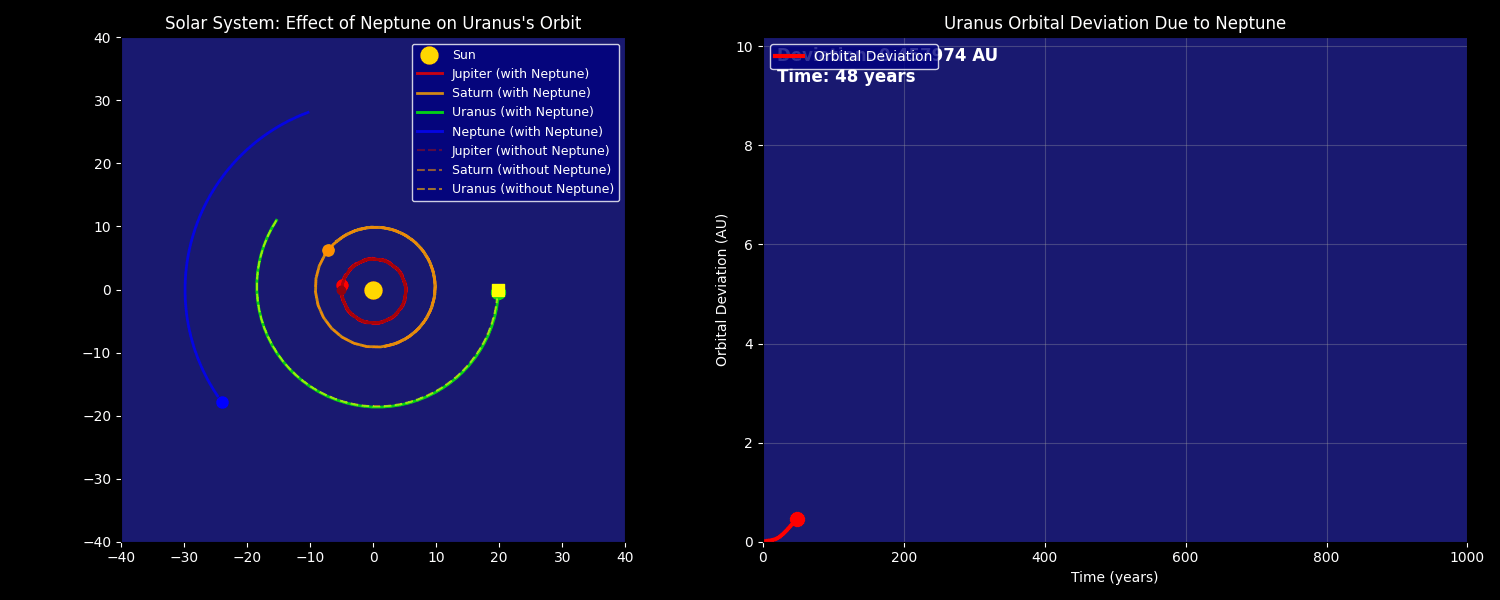 Solar System: Effect of Neptune on Uranus's Orbit
40
30
20
10
0
−10
−20
−30
−40
−40
−30
−20
−10
0
10
20
30
40
Sun
Jupiter (with Neptune)
Saturn (with Neptune)
Uranus (with Neptune)
Neptune (with Neptune)
Jupiter (without Neptune)
Saturn (without Neptune)
Uranus (without Neptune)
Uranus Orbital Deviation Due to Neptune
Orbital Deviation (AU)
10
8
6
4
2
0
0
200
400
600
800
1000
Time (years)
Orbital Deviation
Deviation: 974 AU
Time: 48 years